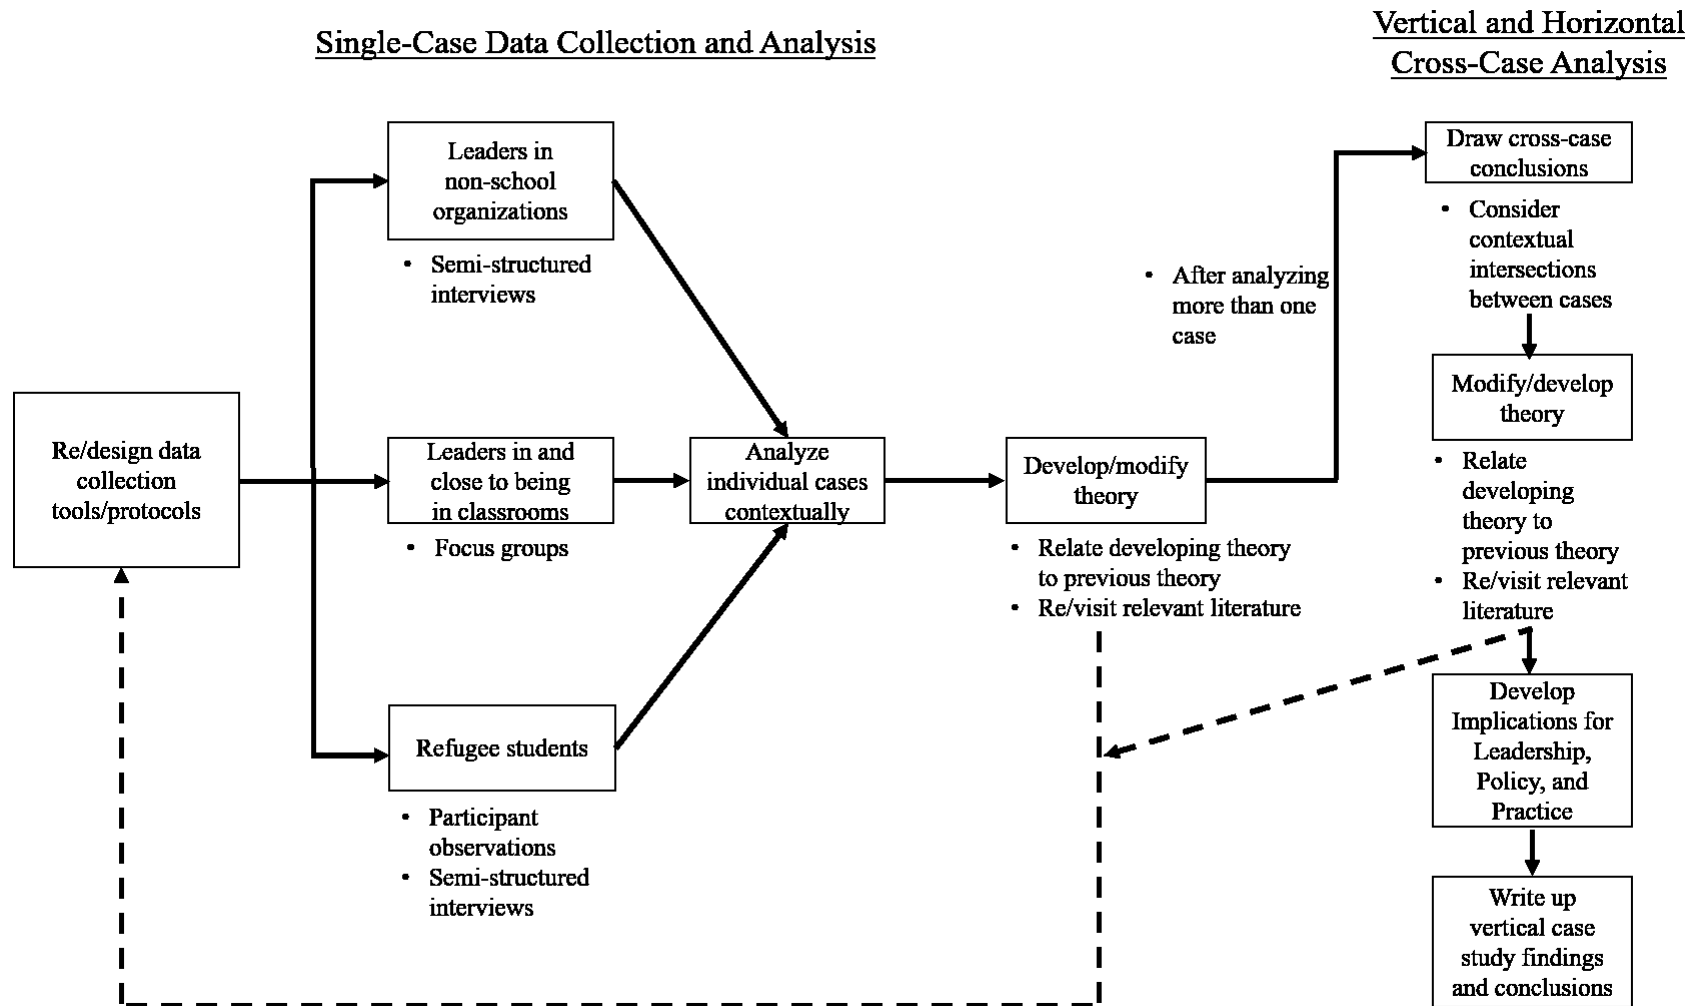 Single-Case Data Collection and Analysis
Vertical and Horizontal
Cross-Case Analysis
Re/design data
collection
tools/protocols
Leaders in
non-school
organizations
• Semi-structured
interviews
Leaders in and
close to being
in classrooms
• Focus groups
Refugee students
• Participant
observations
• Semi-structured
interviews
Analyze
individual cases
contextually
Develop/modify
theory
• Relate developing theory
to previous theory
• Re/visit relevant literature
• After analyzing
more than one
case
Draw cross-case
conclusions
• Consider
contextual
intersections
between cases
Modify/develop
theory
• Relate
developing
theory to
previous theory
• Re/visit relevant
literature
Develop
Implications for
Leadership,
Policy, and
Practice
Write up
vertical case
study findings
and conclusions